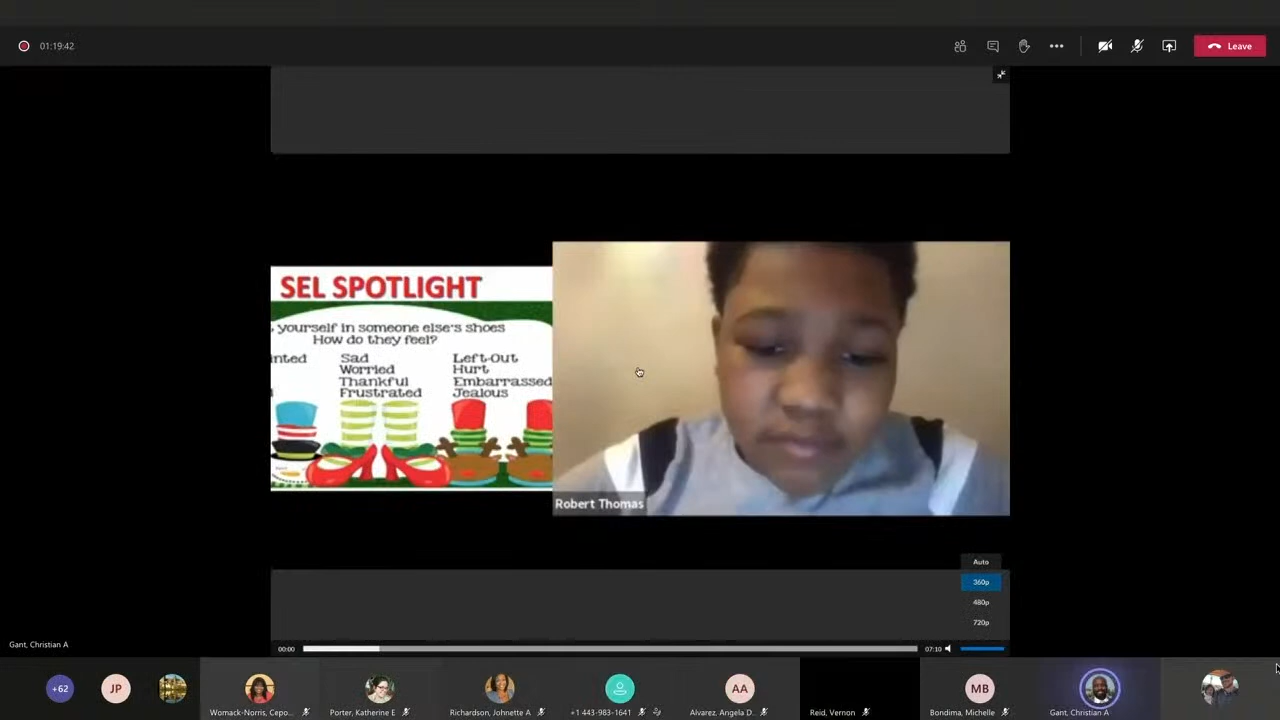 01:19:42
Leave
SEL SPOTLIGHT
yourself in someone else's shoes
How do they feel?
Sad
Worried
Thankful
Frustrated
Left-Out
Hurt
Embarrassed
Jealous
Robert Thomas
Auto
360p
480p
720p
Gant, Christian A
00:00
07:10
+62
JP
AA
MB
Womack-Norris, Cepo...
Porter, Katherine E
Richardson, Johnette A
+1 443-983-1641
Alvarez, Angela D.
Reid, Vernon
Bondima, Michelle
Gant, Christian A